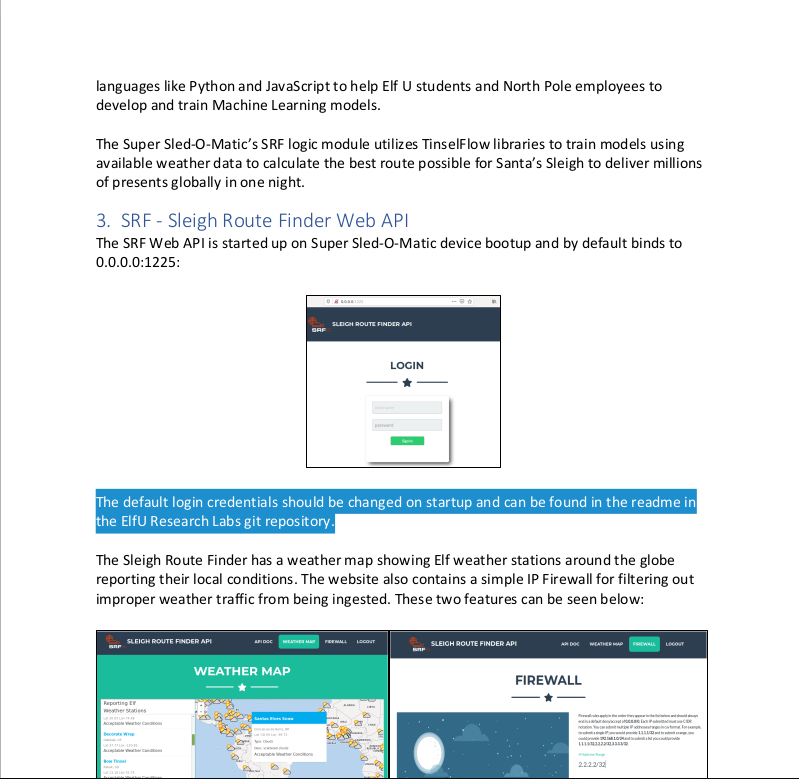 languages like Python and JavaScript to help Elf U students and North Pole employees to
develop and train Machine Learning models.
The Super Sled-O-Matic's SRF logic module utilizes TinselFlow libraries to train models using
available weather data to calculate the best route possible for Santa's Sleigh to deliver millions
of presents globally in one night.
3. SRF - Sleigh Route Finder Web API
The SRF Web API is started up on Super Sled-O-Matic device bootup and by default binds to
0.0.0.0:1225:
0.0.0.0:1225
SRF
SLEIGH ROUTE FINDER API
LOGIN
username
password
The default login credentials should be changed on startup and can be found in the readme in
the ElfU Research Labs git repository.
The Sleigh Route Finder has a weather map showing Elf weather stations around the globe
reporting their local conditions. The website also contains a simple IP Firewall for filtering out
improper weather traffic from being ingested. These two features can be seen below:
SRF SLEIGH ROUTE FINDER API API DOC WEATHER MAP FIREWALL LOGOUT
WEATHER MAP
Reporting Elf
Weather Stations
Acceptable Weather Conditions
Decorate Wrap
Acceptable Weather Conditions
Bow Tinsel
Santas Elves Snow
Acceptable Weather Conditions
SRF SLEIGH ROUTE FINDER API API DOC WEATHER MAP FIREWALL LOGOUT
FIREWALL
2.2.2.2/32